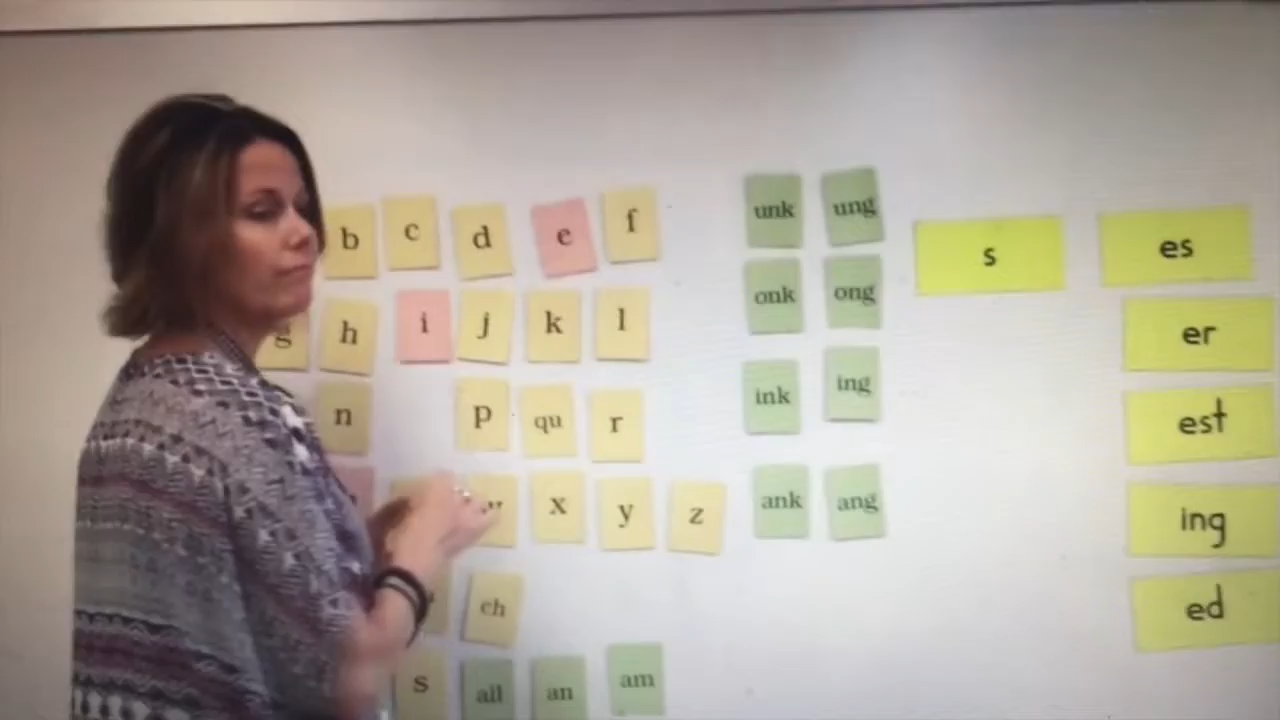 b c d e f
g h i j k l
n p qu r
x y z
ch
s all an am
unk ung
onk ong
ink ing
ank ang
s es
er
est
ing
ed